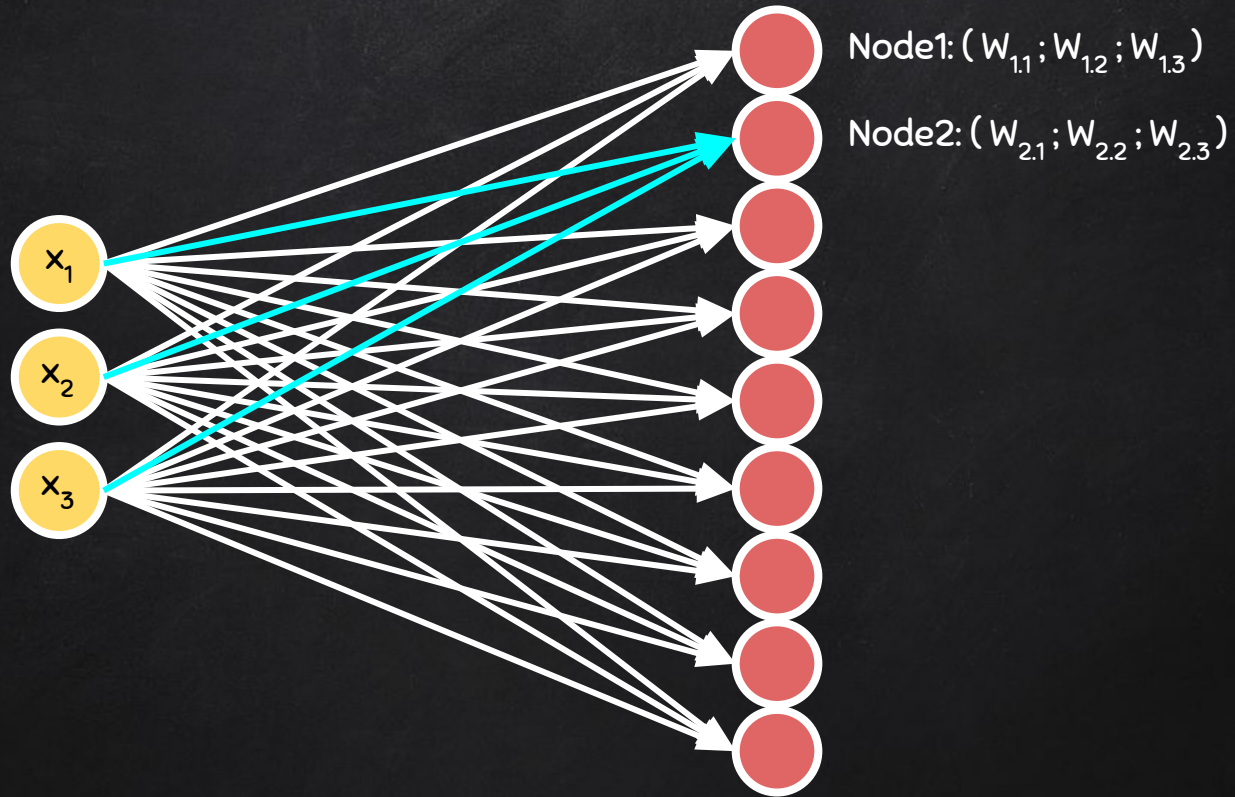 Node1: ( W1.1 ; W1.2 ; W1.3 )
Node2: ( W2.1 ; W2.2 ; W2.3 )
x1
x2
x3